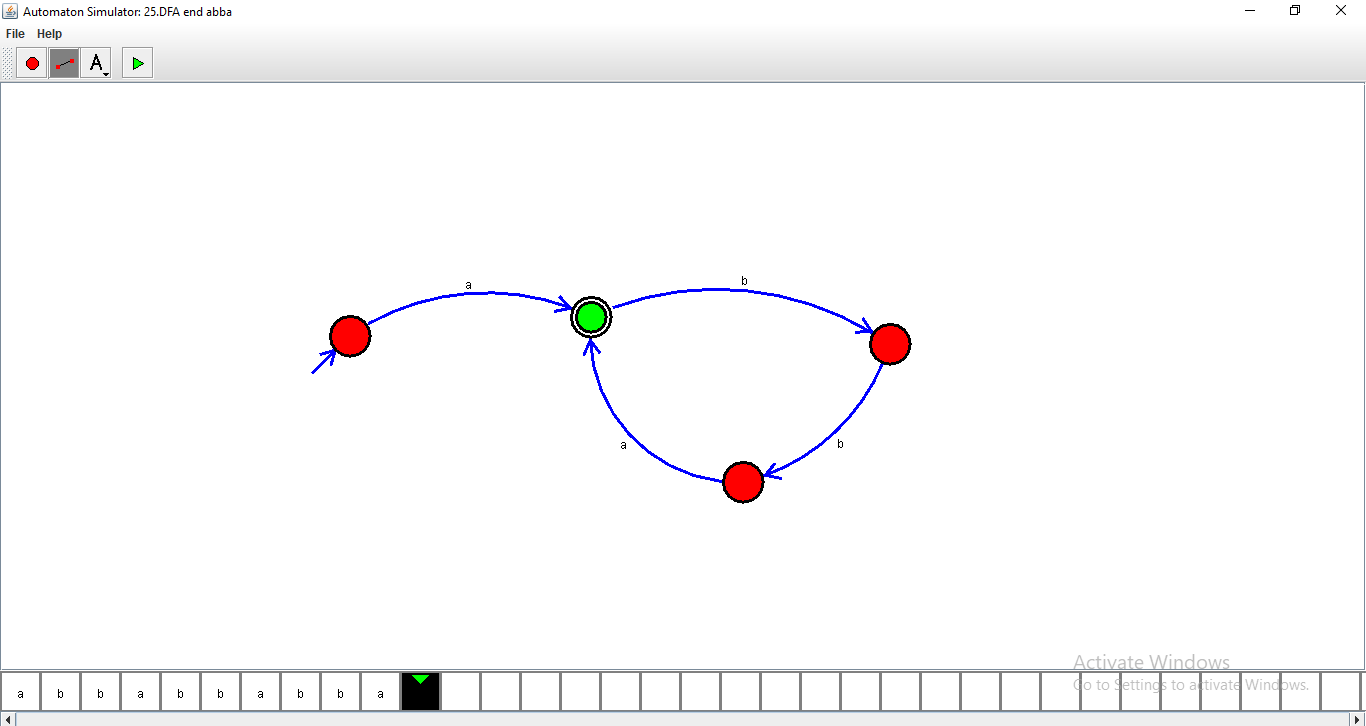 Automaton Simulator: 25.DFA end abba
File Help
A
a
b
a
b
Activate Windows
a b b a b b a b b a
Go to Settings to activate Windows.